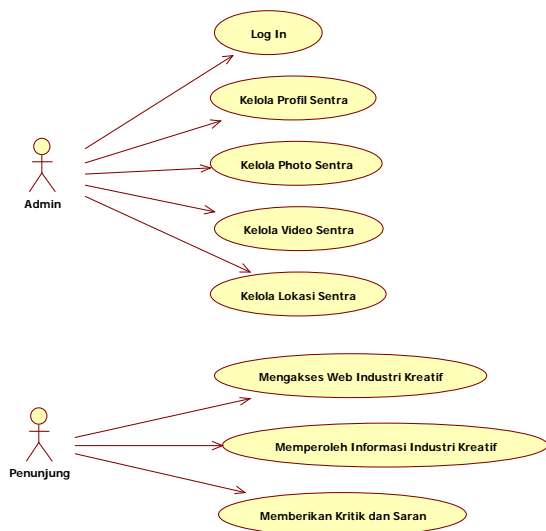 Log In
Kelola Profil Sentra
Kelola Photo Sentra
Admin
Kelola Video Sentra
Kelola Lokasi Sentra
Mengakses Web Industri Kreatif
Memperoleh Informasi Industri Kreatif
Penunjung
Memberikan Kritik dan Saran